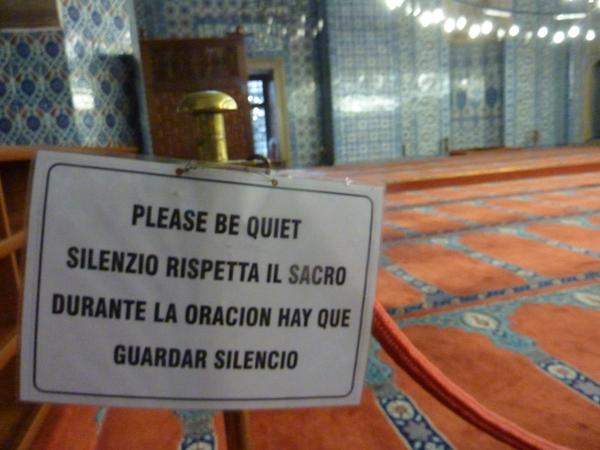 PLEASE BE QUIET
SILENZIO RISPETTA IL SACRO
DURANTE LA ORACION HAY QUE
GUARDAR SILENCIO